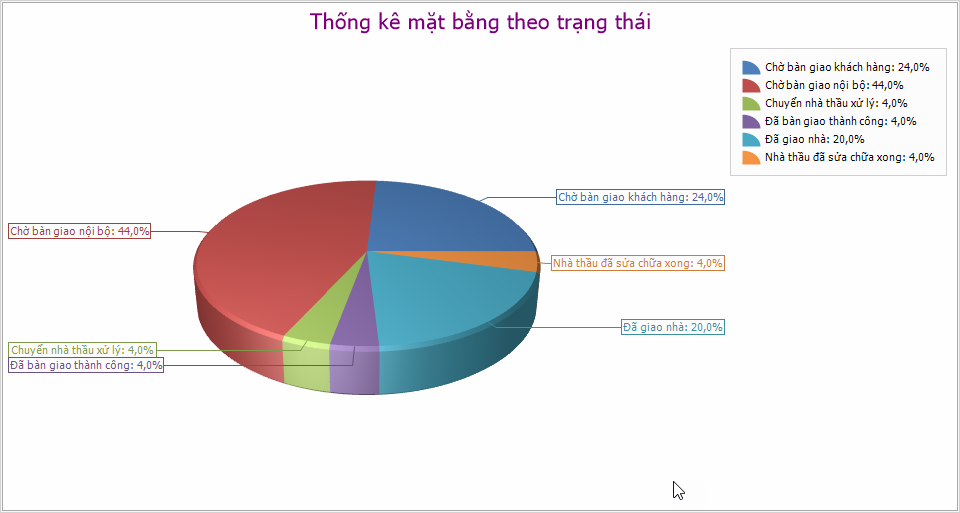 Thống kê mặt bằng theo trạng thái
Chờ bàn giao khách hàng: 24,0%
Chờ bàn giao nội bộ: 44,0%
Chuyển nhà thầu xử lý: 4,0%
Đã bàn giao thành công: 4,0%
Đã giao nhà: 20,0%
Nhà thầu đã sửa chữa xong: 4,0%
Chờ bàn giao khách hàng: 24,0%
Chờ bàn giao nội bộ: 44,0%
Nhà thầu đã sửa chữa xong: 4,0%
Đã giao nhà: 20,0%
Chuyển nhà thầu xử lý: 4,0%
Đã bàn giao thành công: 4,0%